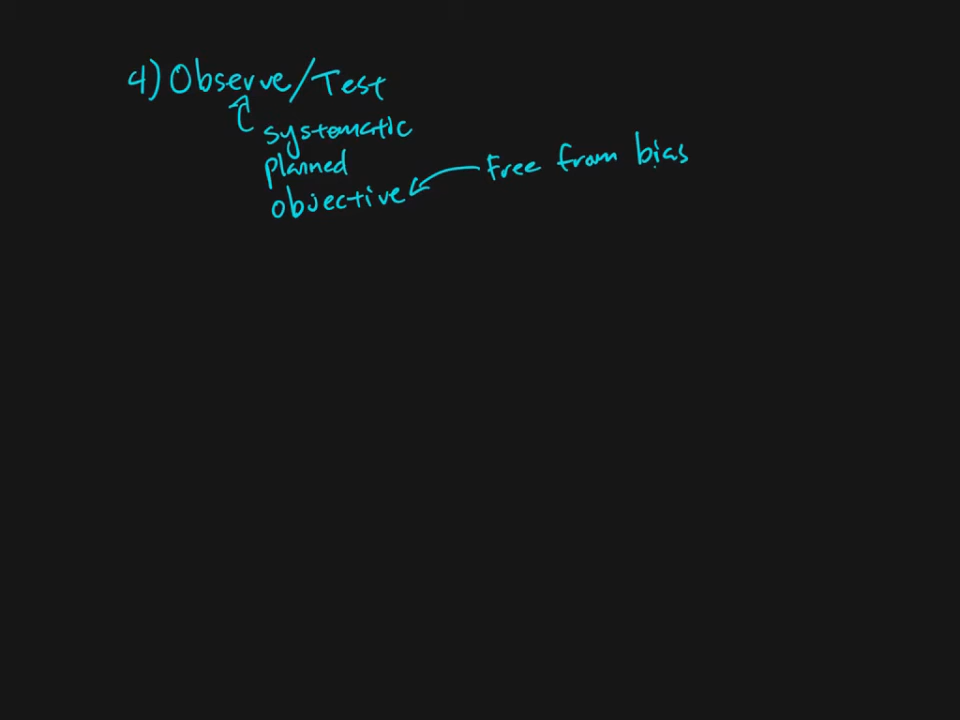 4) Observe/Test
systematic
planned
objective
Free from bias